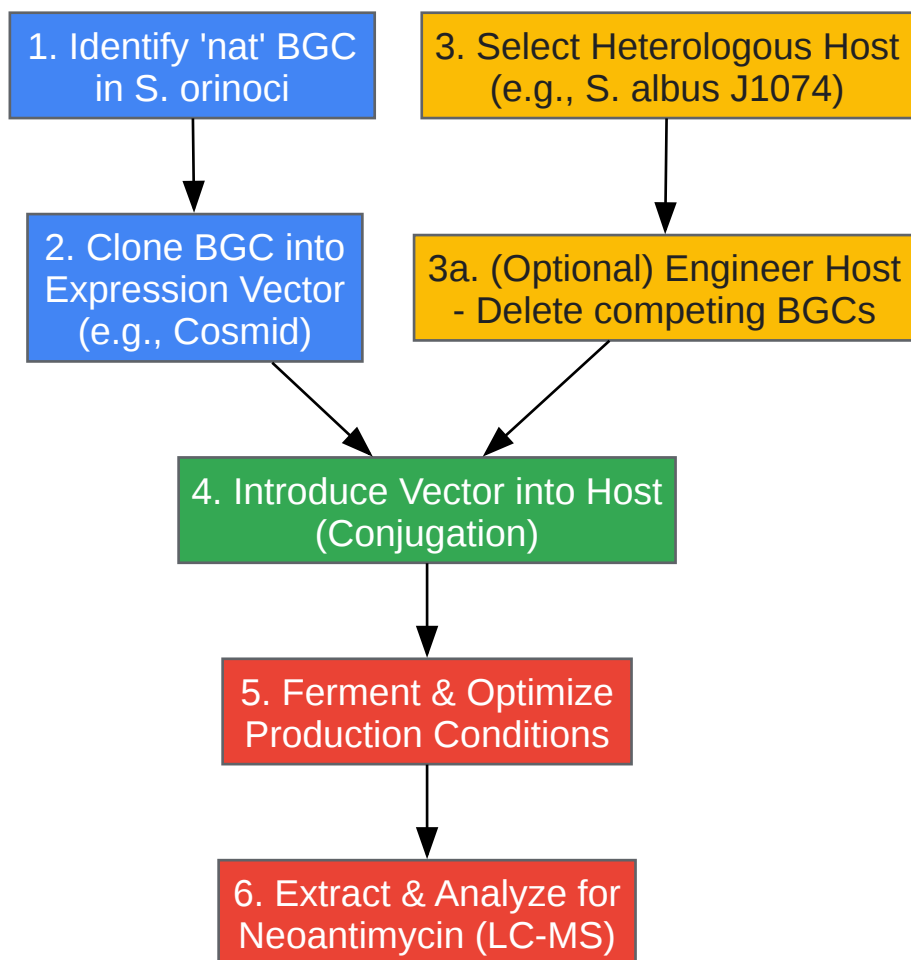 1. Identify 'nat' BGC
in S. orinoci
3. Select Heterologous Host
(e.g., S. albus J1074)
2. Clone BGC into
Expression Vector
(e.g., Cosmid)
3a. (Optional) Engineer Host
- Delete competing BGCs
4. Introduce Vector into Host
(Conjugation)
5. Ferment & Optimize
Production Conditions
6. Extract & Analyze for
Neoantimycin (LC-MS)